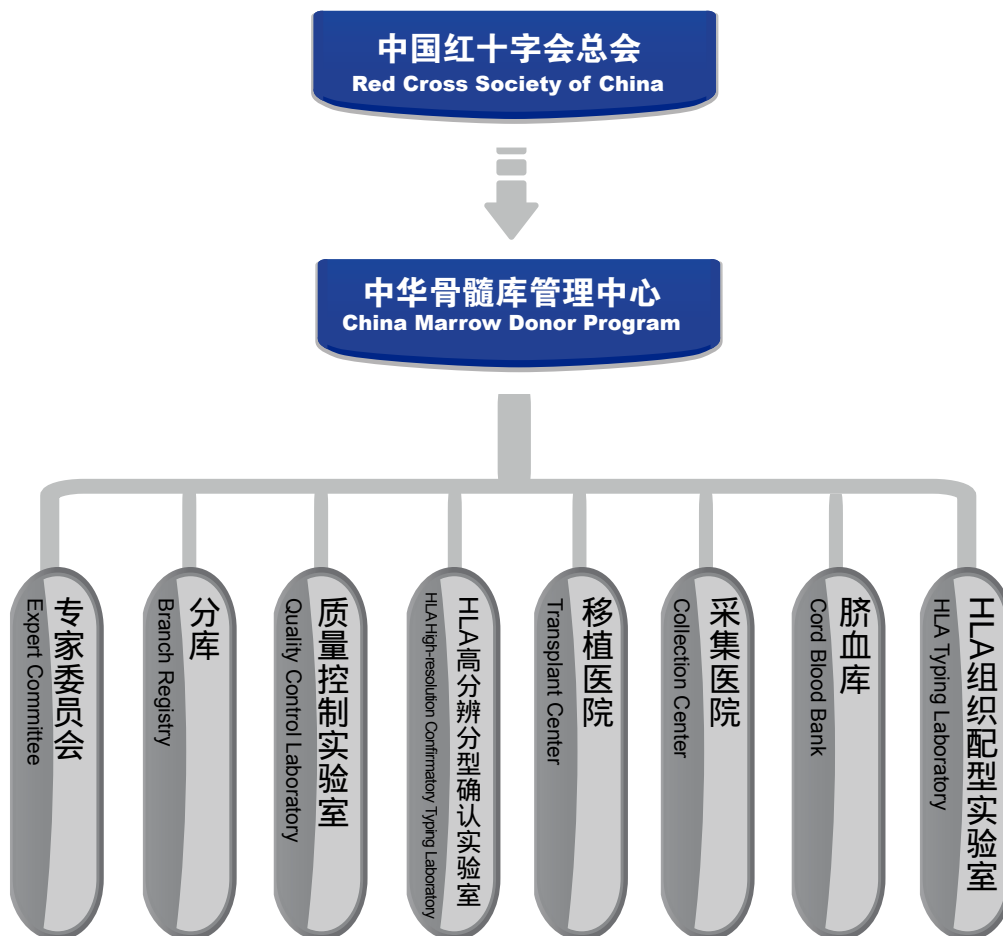 中国红十字会总会
Red Cross Society of China
中华骨髓库管理中心
China Marrow Donor Program
专家委员会
Expert Committee
分库
Branch Registry
质量控制实验室
Quality Control Laboratory
HLA高分辨分型确认实验室
HLA High-resolution Confirmatory Typing Laboratory
移植医院
Transplant Center
采集医院
Collection Center
脐血库
Cord Blood Bank
HLA组织配型实验室
HLA Typing Laboratory